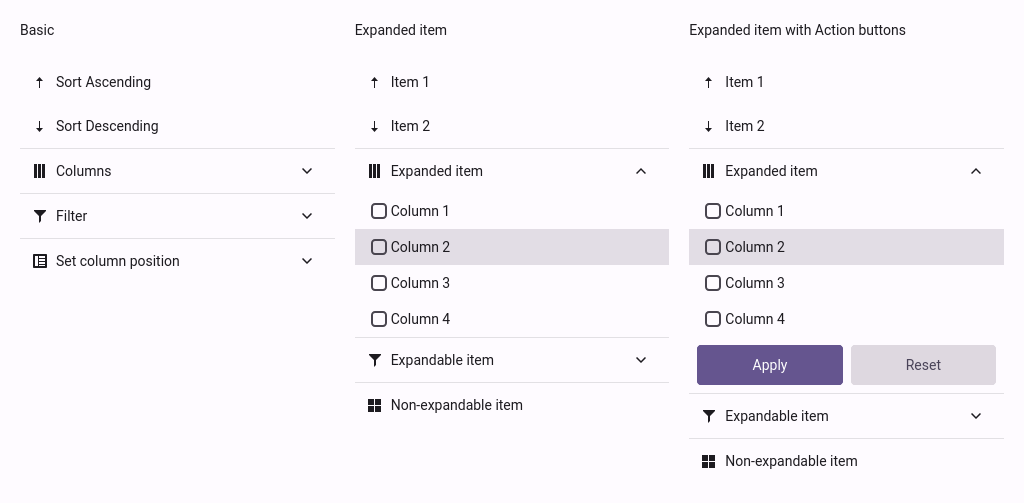 Basic
Sort Ascending
Sort Descending
Columns
Filter
Set column position
Expanded item
Item 1
Item 2
Expanded item
Column 1
Column 2
Column 3
Column 4
Expandable item
Non-expandable item
Expanded item with Action buttons
Item 1
Item 2
Expanded item
Column 1
Column 2
Column 3
Column 4
Apply
Reset
Expandable item
Non-expandable item